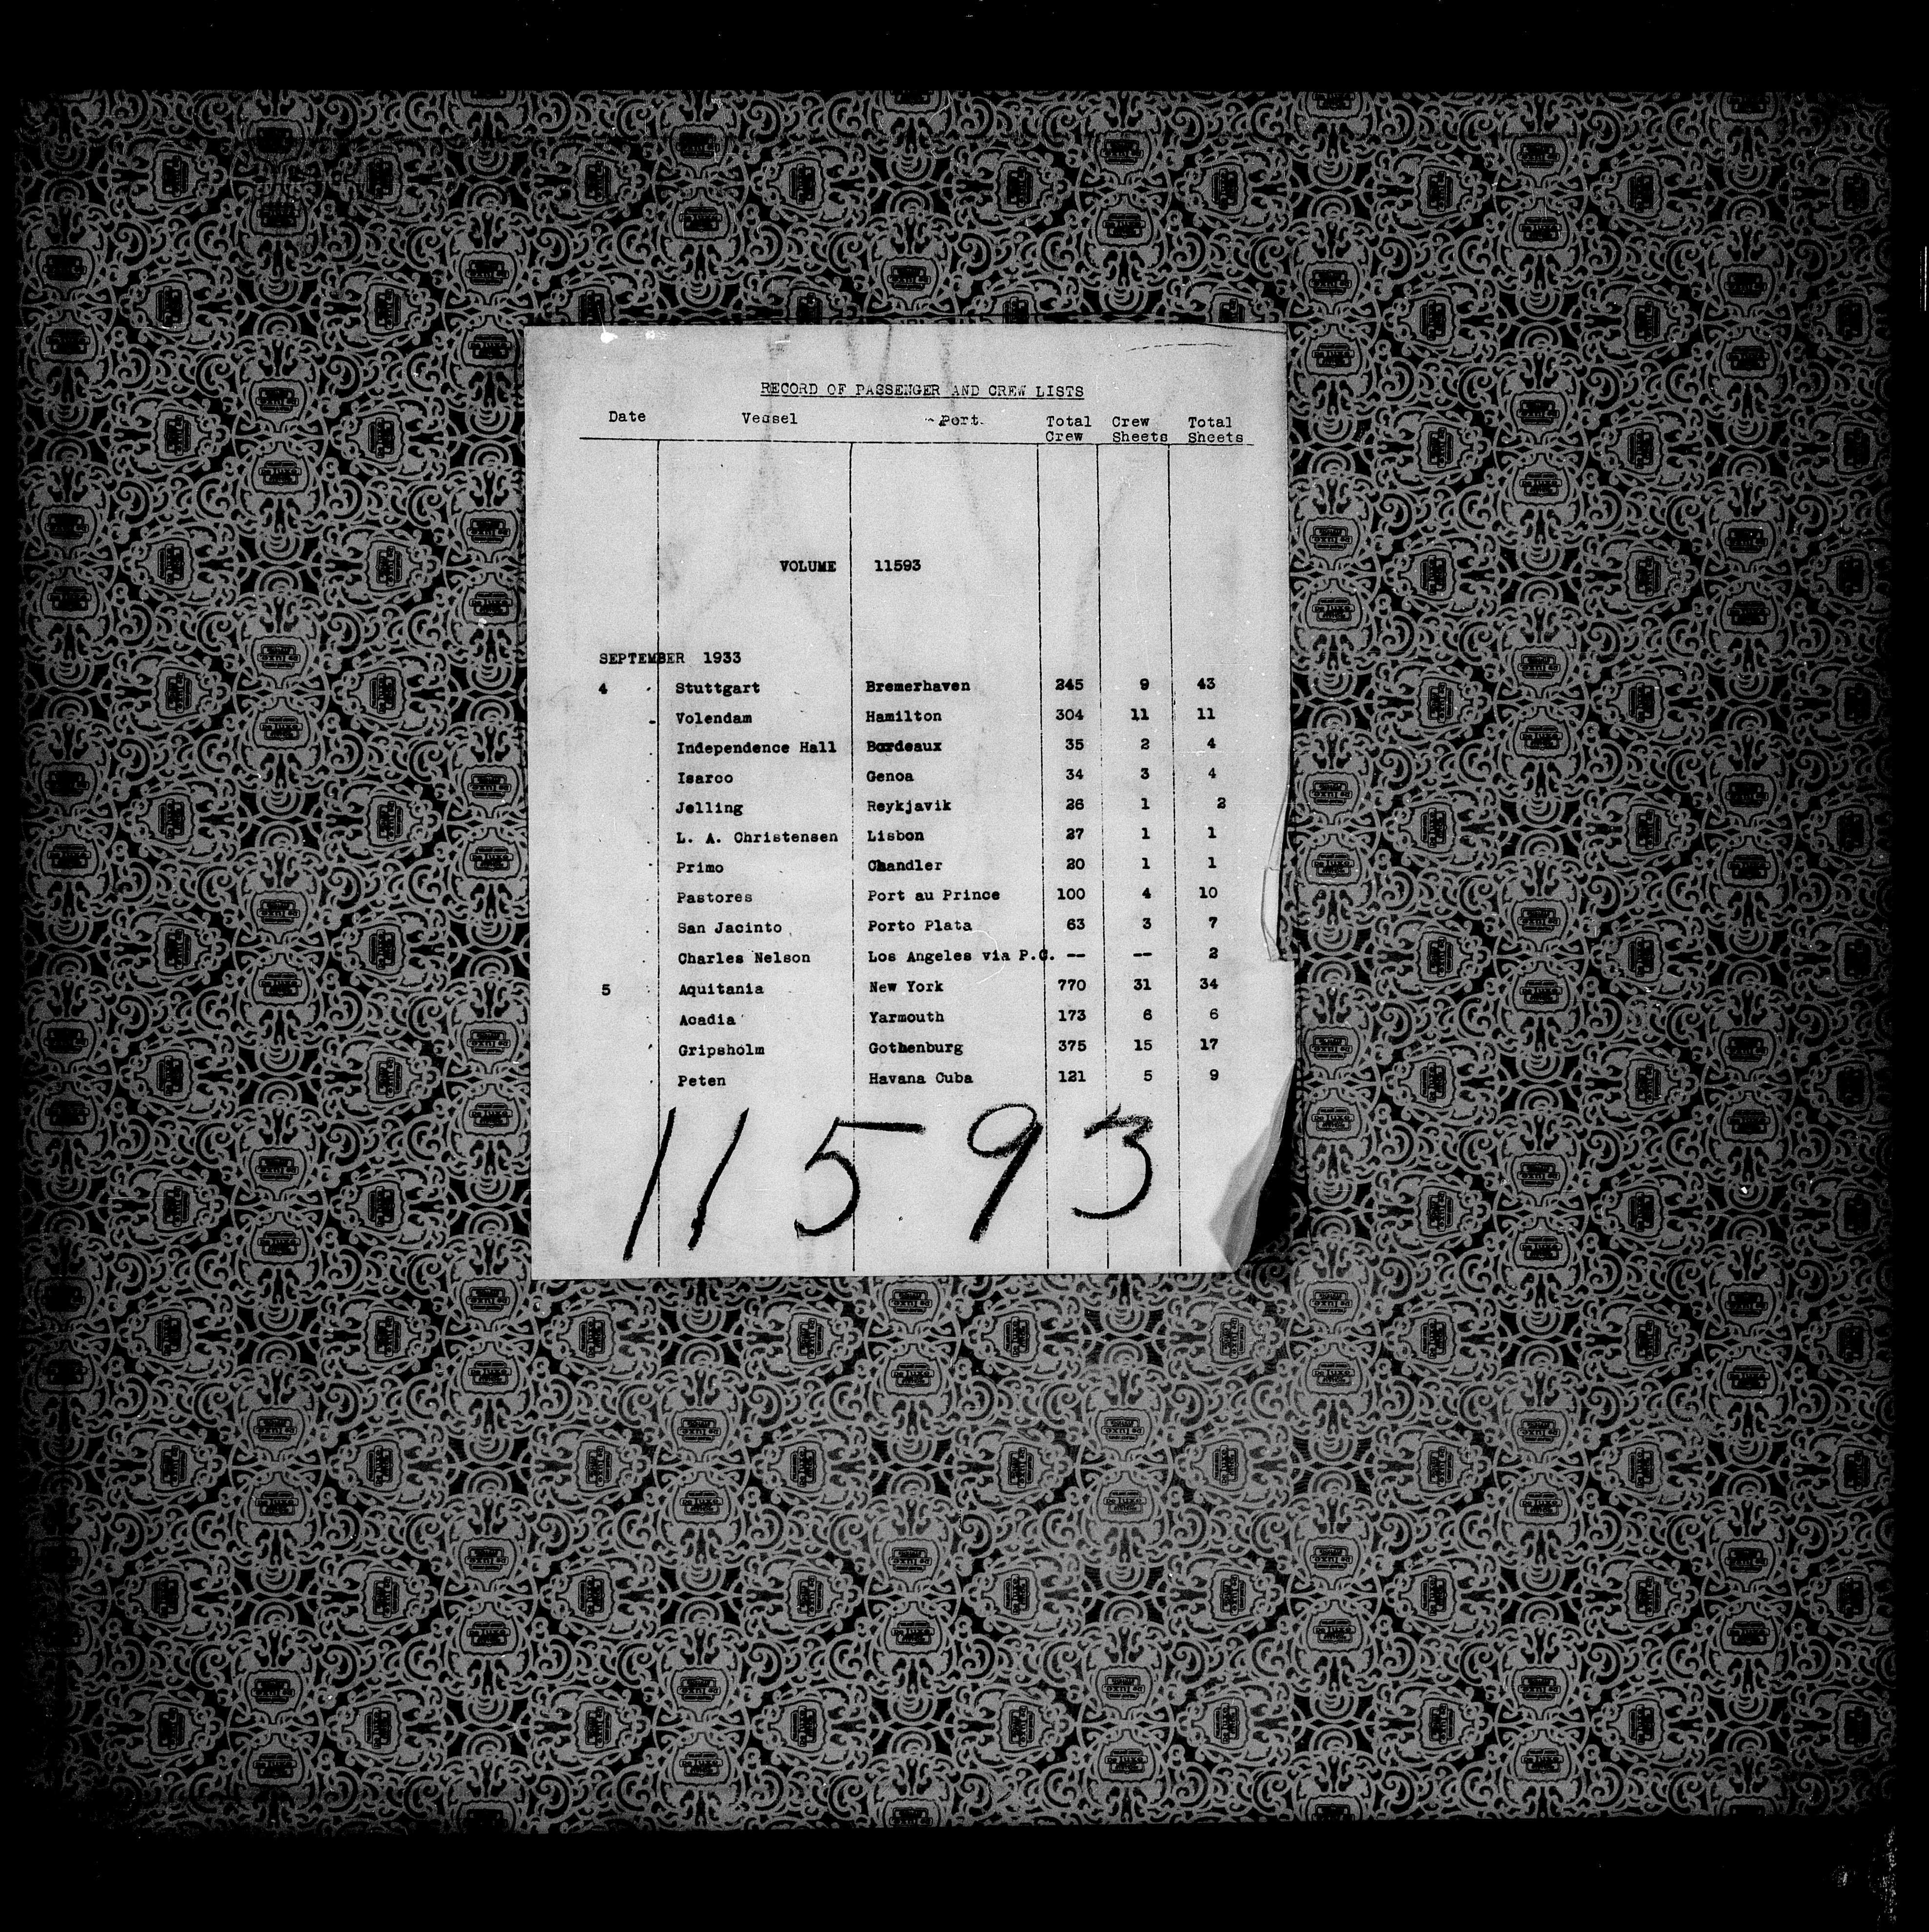 RECORD OF PASSENGER AND CREW LISTS
Date Vessel Port Total Crew Crew Sheets Total Sheets
VOLUME 11593
SEPTEMBER 1933
4 Stuttgart Bremerhaven 245 9 43
Volendam Hamilton 304 11 11
Independence Hall Bordeaux 35 2 4
Isarco Genoa 34 3 4
Jelling Reykjavik 26 1 2
L. A. Christensen Lisbon 27 1 1
Primo Chandler 20 1 1
Pastores Port au Prince 100 4 10
San Jacinto Porto Plata 63 3 7
Charles Nelson Los Angeles via P.C. -- -- 2
5 Aquitania New York 770 31 34
Acadia Yarmouth 173 6 6
Gripsholm Gothenburg 375 15 17
Peten Havana Cuba 121 5 9
11593